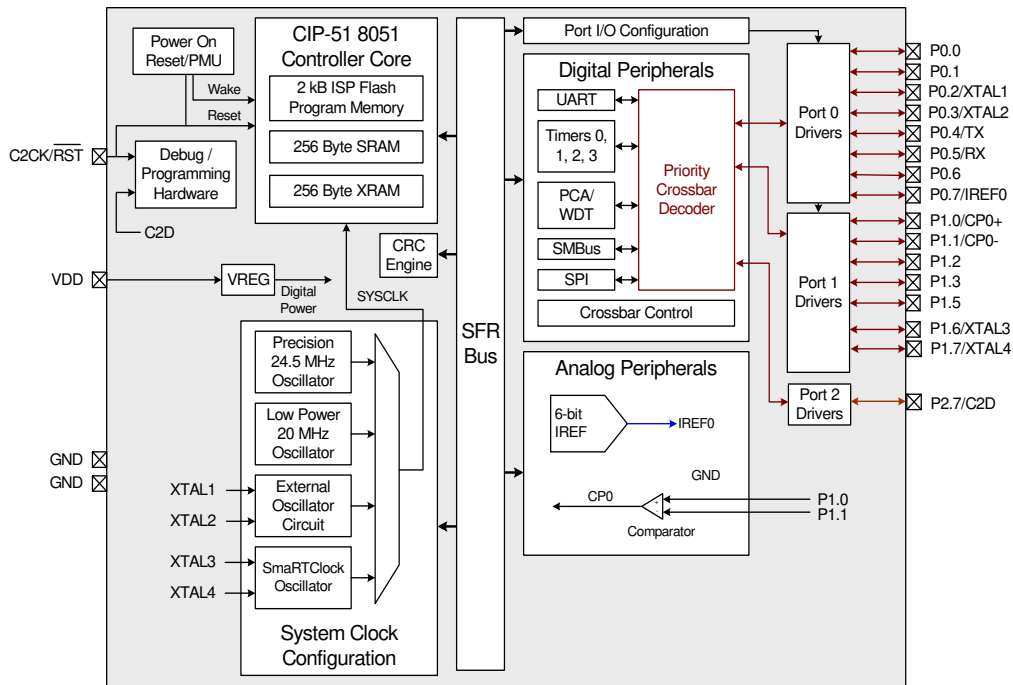 Power On
Reset/PMU
Wake
Reset
C2CK/RST
Debug /
Programming
Hardware
C2D
VDD
VREG
Digital
Power
GND
GND
CIP-51 8051
Controller Core
2 kB ISP Flash
Program Memory
256 Byte SRAM
256 Byte XRAM
CRC
Engine
SYSCLK
Precision
24.5 MHz
Oscillator
Low Power
20 MHz
Oscillator
XTAL1
XTAL2
External
Oscillator
Circuit
XTAL3
XTAL4
SmaRTClock
Oscillator
System Clock
Configuration
SFR
Bus
Port I/O Configuration
Digital Peripherals
UART
Timers 0,
1, 2, 3
PCA/
WDT
SMBus
SPI
Priority
Crossbar
Decoder
Crossbar Control
Analog Peripherals
6-bit
IREF
IREF0
GND
CP0
+
-
Comparator
P1.0
P1.1
Port 0
Drivers
Port 1
Drivers
Port 2
Drivers
P0.0
P0.1
P0.2/XTAL1
P0.3/XTAL2
P0.4/TX
P0.5/RX
P0.6
P0.7/IREF0
P1.0/CP0+
P1.1/CP0-
P1.2
P1.3
P1.5
P1.6/XTAL3
P1.7/XTAL4
P2.7/C2D